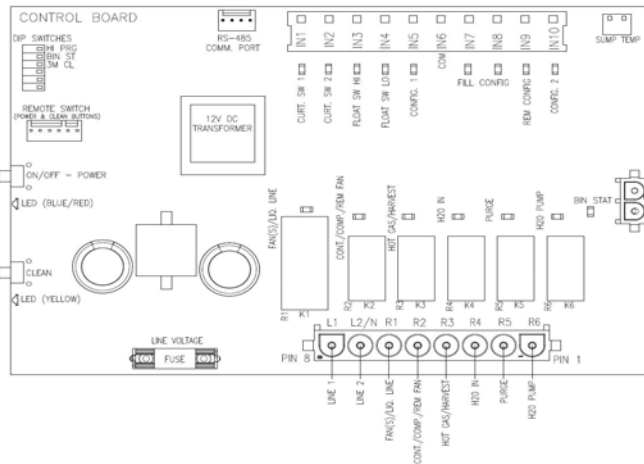 CONTROL BOARD
DIP SWITCHES
HI PRG
BIN ST
3M CL
RS-485
COMM. PORT
IN1
IN2
IN3
IN4
IN5
IN6
IN7
IN8
IN9
IN10
SUMP TEMP
CURT. SW 1
CURT. SW 2
FLOAT SW HI
FLOAT SW LO
CONFIG. 1
COM
FILL CONFIG
REM CONFIG
CONFIG. 2
REMOTE SWITCH
(POWER & CLEAN BUTTONS)
12V DC
TRANSFORMER
ON/OFF - POWER
LED (BLUE/RED)
CLEAN
LED (YELLOW)
FAN(S)/LIQ. LINE
CONT./COMP./REM FAN
HOT GAS/HARVEST
H2O IN
PURGE
H2O PUMP
BIN STAT
R1
K1
R2
K2
R3
K3
R4
K4
R5
K5
R6
K6
LINE VOLTAGE
FUSE
L1
L2/N
R1
R2
R3
R4
R5
R6
PIN 8
PIN 1
LINE 1
LINE 2
FAN(S)/LIQ. LINE
CONT./COMP./REM FAN
HOT GAS/HARVEST
H2O IN
PURGE
H2O PUMP